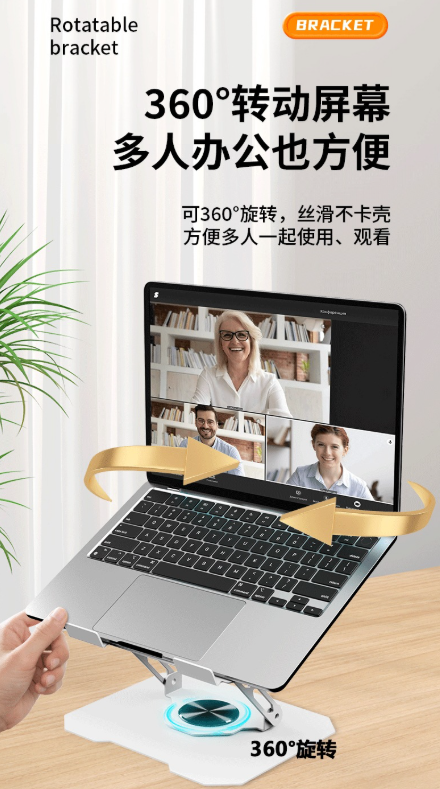 Rotatable
bracket
BRACKET
360°转动屏幕
多人办公也方便
可360°旋转，丝滑不卡壳
方便多人一起使用、观看
Конференция
360°旋转